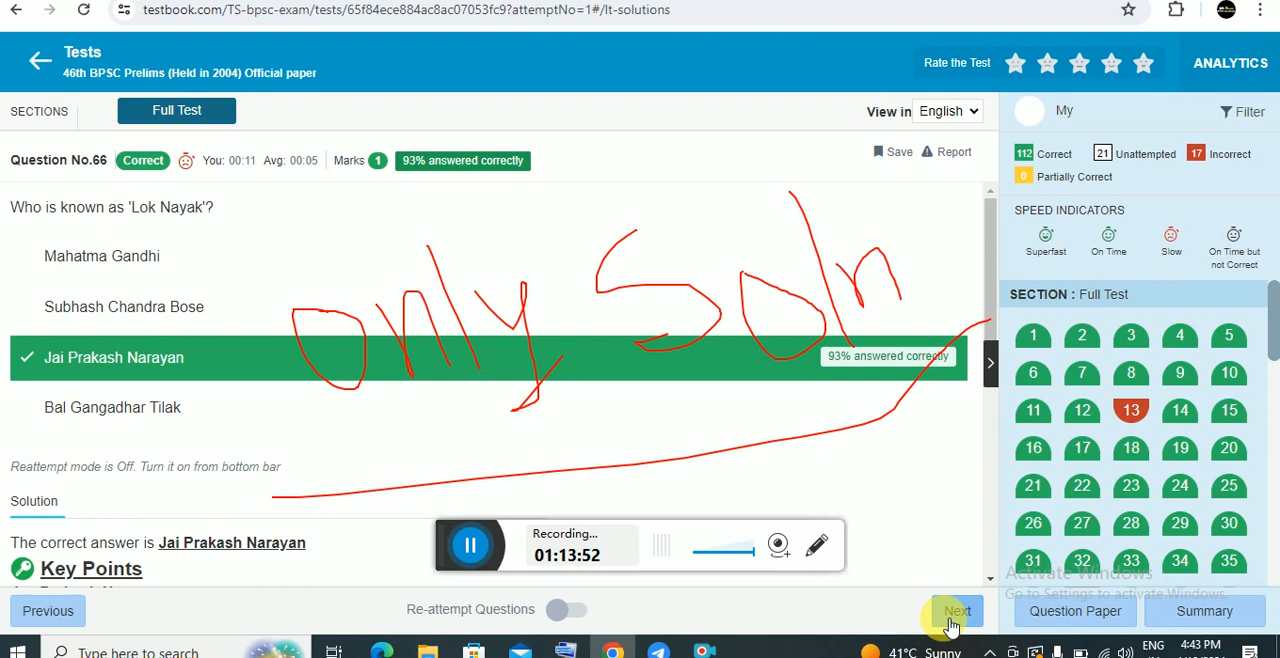 testbook.com/TS-bpsc-exam/tests/65f84ece884ac8ac07053fc9?attemptNo=1#/lt-solutions
Tests
46th BPSC Prelims (Held in 2004) Official paper
Rate the Test
ANALYTICS
SECTIONS
Full Test
View in English
My
Filter
Question No.66 Correct You: 00:11 Avg: 00:05 Marks 1 93% answered correctly
Save Report
112 Correct 21 Unattempted 17 Incorrect
0 Partially Correct
Who is known as 'Lok Nayak'?
Mahatma Gandhi
Subhash Chandra Bose
Jai Prakash Narayan 93% answered correctly
Bal Gangadhar Tilak
only Soln
SPEED INDICATORS
Superfast On Time Slow On Time but not Correct
SECTION : Full Test
1 2 3 4 5
6 7 8 9 10
11 12 13 14 15
16 17 18 19 20
21 22 23 24 25
26 27 28 29 30
31 32 33 34 35
Reattempt mode is Off. Turn it on from bottom bar
Solution
The correct answer is Jai Prakash Narayan
Key Points
Recording...
01:13:52
Activate Windows
Go to Settings to activate Windows.
Previous
Re-attempt Questions
Next
Question Paper
Summary
Type here to search
41°C Sunny
ENG
4:43 PM